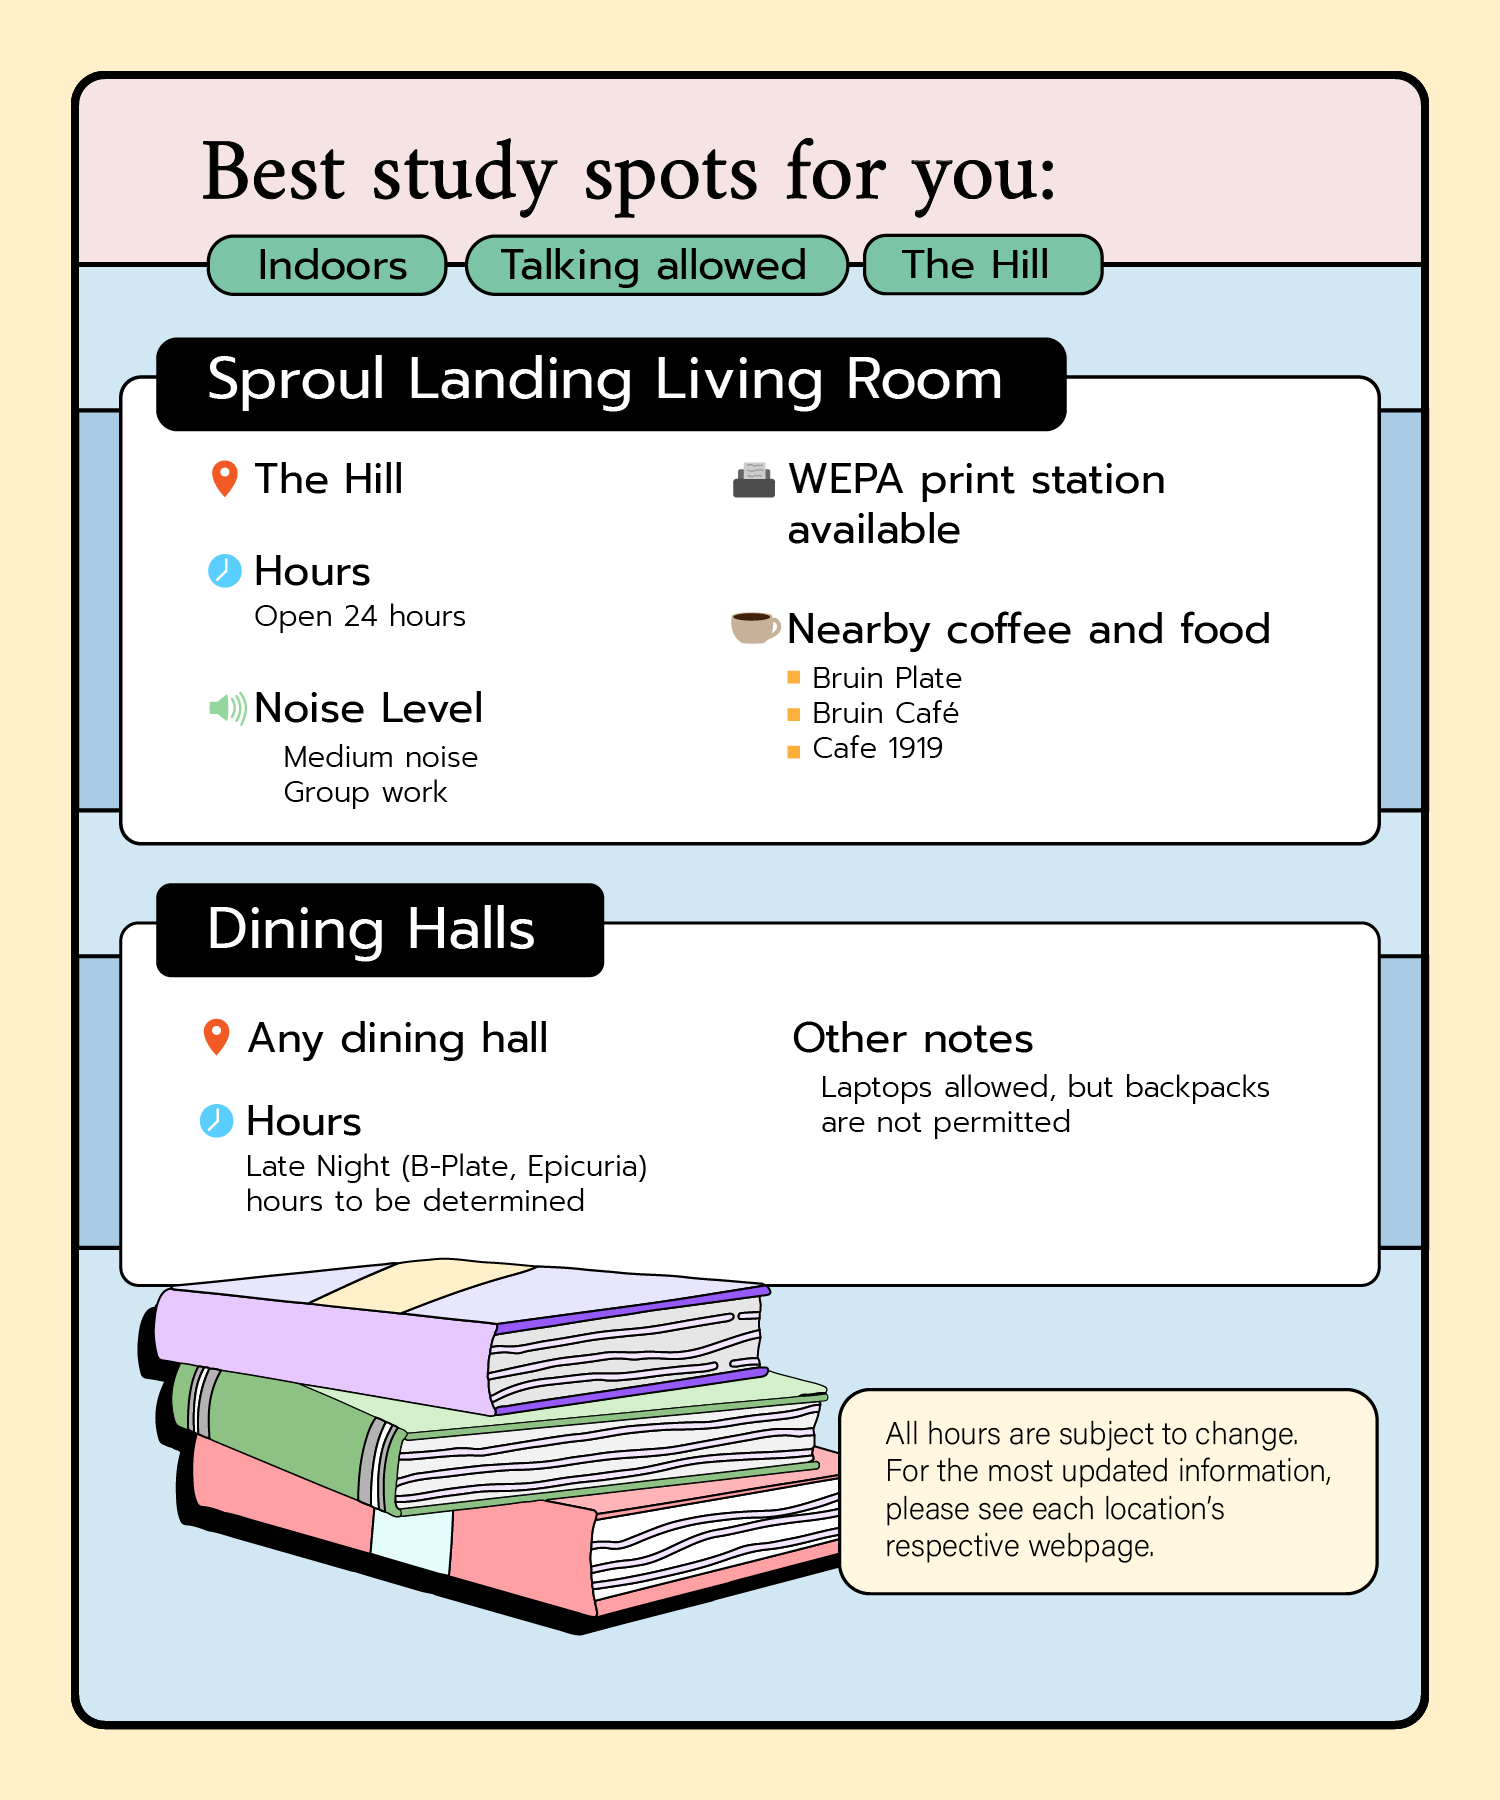 Best study spots for you:
Indoors
Talking allowed
The Hill
Sproul Landing Living Room
The Hill
Hours
Open 24 hours
Noise Level
Medium noise
Group work
WEPA print station
available
Nearby coffee and food
Bruin Plate
Bruin Café
Cafe 1919
Dining Halls
Any dining hall
Hours
Late Night (B-Plate, Epicuria)
hours to be determined
Other notes
Laptops allowed, but backpacks
are not permitted
All hours are subject to change.
For the most updated information,
please see each location's
respective webpage.